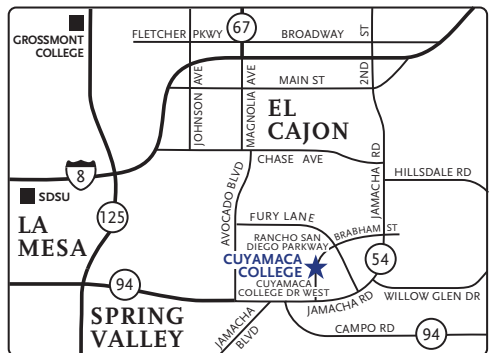 GROSSMONT
COLLEGE
FLETCHER PKWY
67
BROADWAY
2ND ST
JOHNSON AVE
MAGNOLIA AVE
MAIN ST
EL
CAJON
CHASE AVE
8
SDSU
LA
MESA
125
AVOCADO BLVD
JAMACHA RD
HILLSDALE RD
FURY LANE
RANCHO SAN
DIEGO PARKWAY
BRABHAM ST
CUYAMACA
COLLEGE
54
CUYAMACA
COLLEGE DR WEST
94
JAMACHA RD
WILLOW GLEN DR
SPRING
VALLEY
JAMACHA
BLVD
CAMPO RD
94